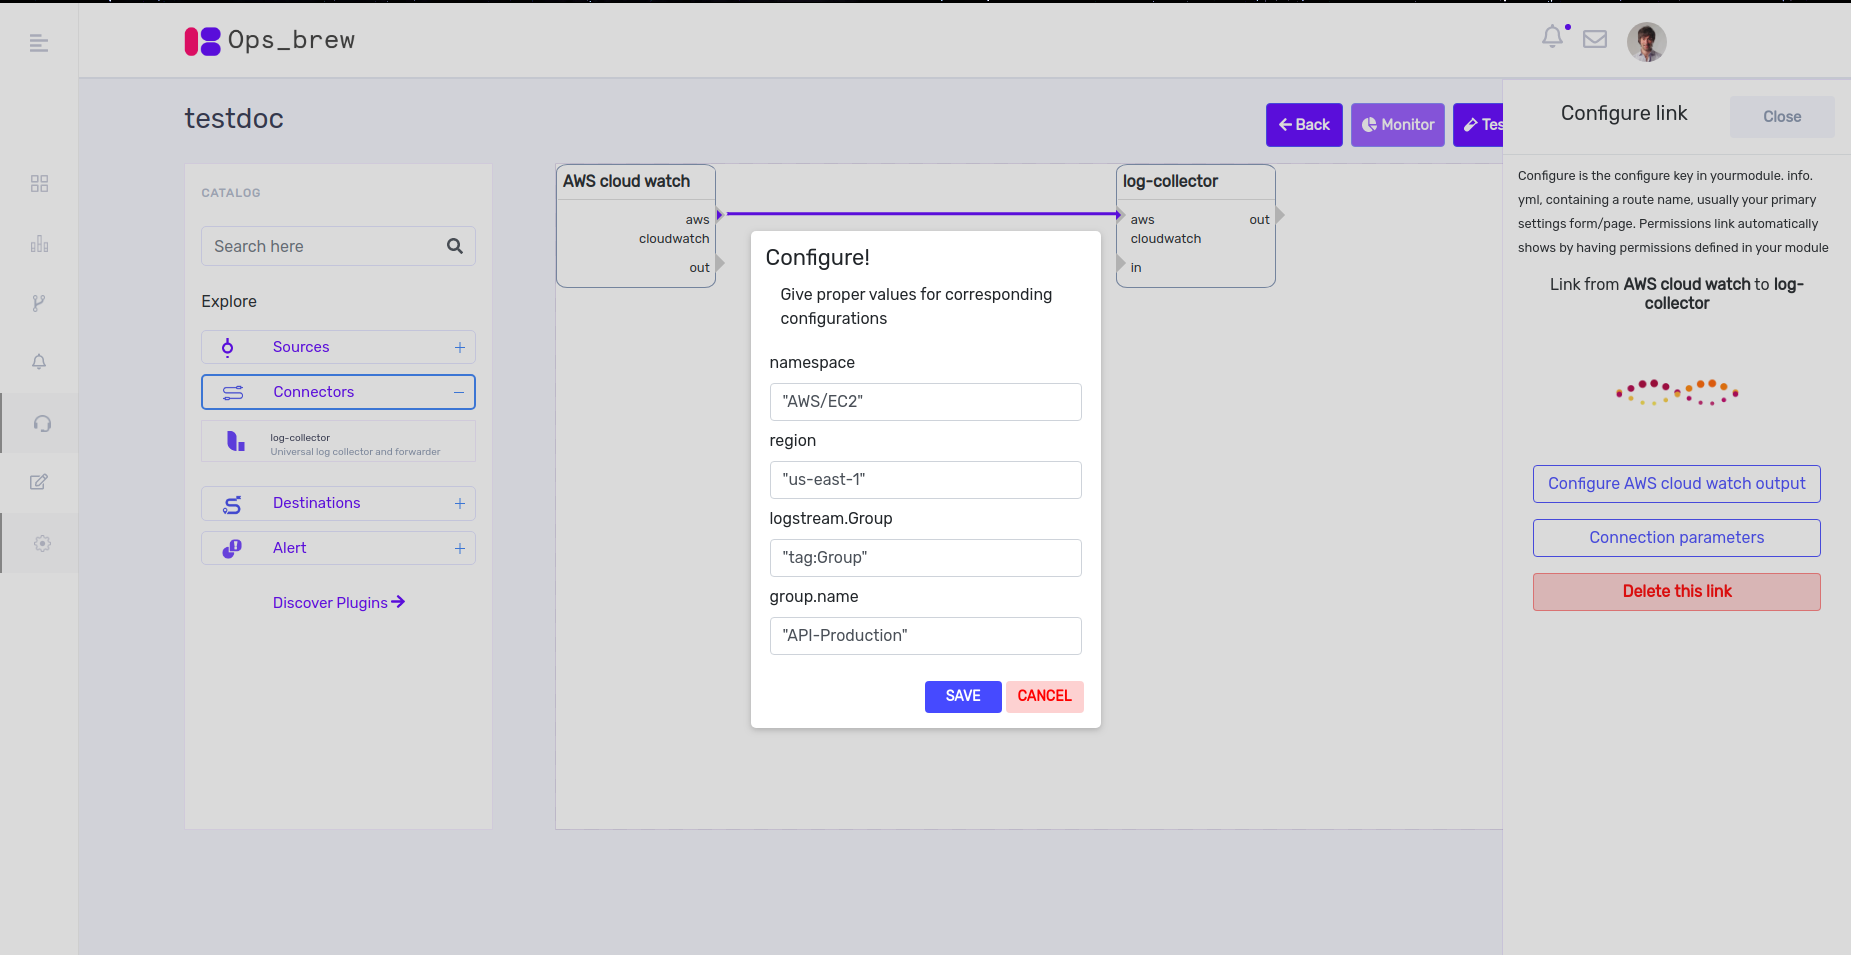 Ops_brew
testdoc
Back
Monitor
Tes
CATALOG
Search here
Explore
Sources
Connectors
log-collector
Universal log collector and forwarder
Destinations
Alert
Discover Plugins
AWS cloud watch
aws
cloudwatch
out
log-collector
aws
cloudwatch
in
out
Configure!
Give proper values for corresponding
configurations
namespace
"AWS/EC2"
region
"us-east-1"
logstream.Group
"tag:Group"
group.name
"API-Production"
SAVE
CANCEL
Configure link
Close
Configure is the configure key in yourmodule. info.
yml, containing a route name, usually your primary
settings form/page. Permissions link automatically
shows by having permissions defined in your module
Link from AWS cloud watch to log-
collector
Configure AWS cloud watch output
Connection parameters
Delete this link